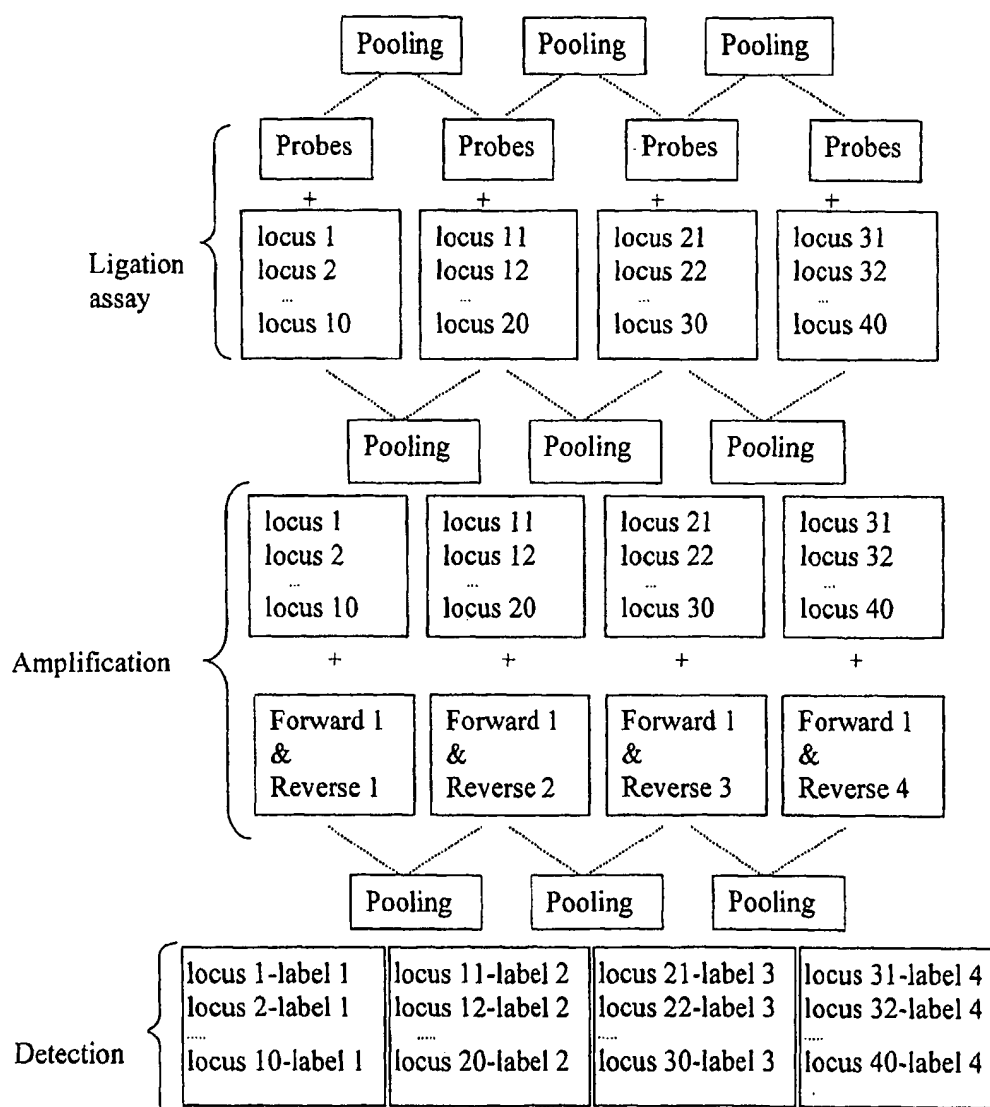 Pooling Pooling Pooling
Probes Probes Probes Probes
+ + + +
Ligation
assay
locus 1 locus 11 locus 21 locus 31
locus 2 locus 12 locus 22 locus 32
... ... ... ...
locus 10 locus 20 locus 30 locus 40
Pooling Pooling Pooling
Amplification
locus 1 locus 11 locus 21 locus 31
locus 2 locus 12 locus 22 locus 32
... ... ... ...
locus 10 locus 20 locus 30 locus 40
+ + + +
Forward 1 Forward 1 Forward 1 Forward 1
& & & &
Reverse 1 Reverse 2 Reverse 3 Reverse 4
Pooling Pooling Pooling
Detection
locus 1-label 1 locus 11-label 2 locus 21-label 3 locus 31-label 4
locus 2-label 1 locus 12-label 2 locus 22-label 3 locus 32-label 4
..... ..... ..... .....
locus 10-label 1 locus 20-label 2 locus 30-label 3 locus 40-label 4